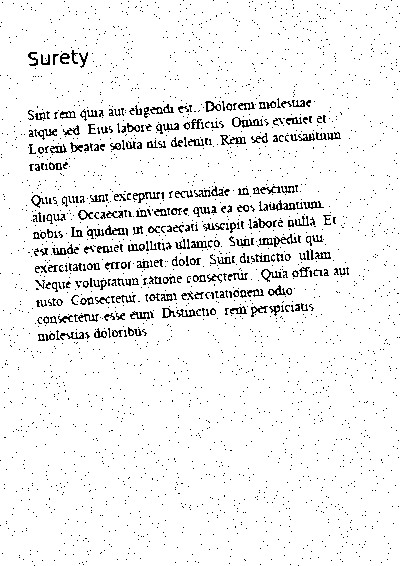 Surety
Sint rem quia aut eligendi est. Dolorem molestiae
atque sed. Eius labore quia officiis. Omnis eveniet et.
Lorem beatae soluta nisi deleniti. Rem sed accusantium
ratione.
Quis quia sint excepturi recusandae in nesciunt
aliqua. Occaecati inventore quia ea eos laudantium
nobis. In quidem in occaecati suscipit labore nulla. Et
est unde eveniet mollitia ullamco. Sunt impedit qui
exercitation error amet; dolor. Sunt distinctio ullam.
Neque voluptatum ratione consectetur. Quia officia aut
iusto. Consectetur, totam exercitationem odio
consectetur esse eum. Distinctio, rem perspiciatis
molestias doloribus.